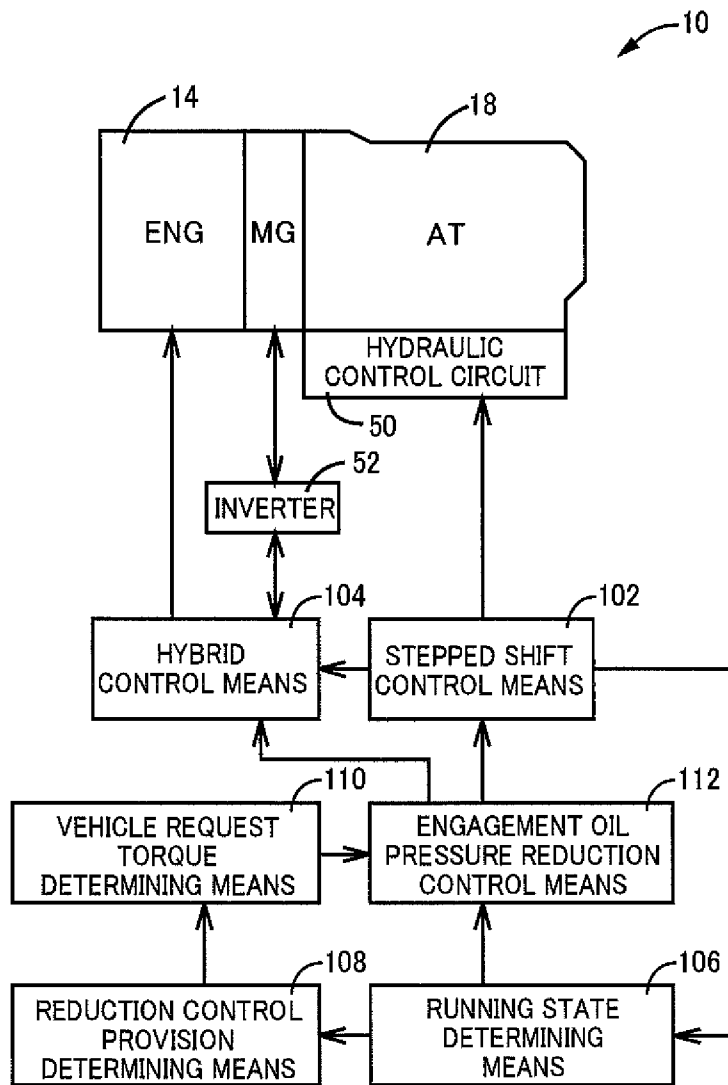 10
14
18
ENG
MG
AT
HYDRAULIC
CONTROL CIRCUIT
50
52
INVERTER
104
102
HYBRID
CONTROL MEANS
STEPPED SHIFT
CONTROL MEANS
110
112
VEHICLE REQUEST
TORQUE
DETERMINING MEANS
ENGAGEMENT OIL
PRESSURE REDUCTION
CONTROL MEANS
108
106
REDUCTION CONTROL
PROVISION
DETERMINING MEANS
RUNNING STATE
DETERMINING
MEANS